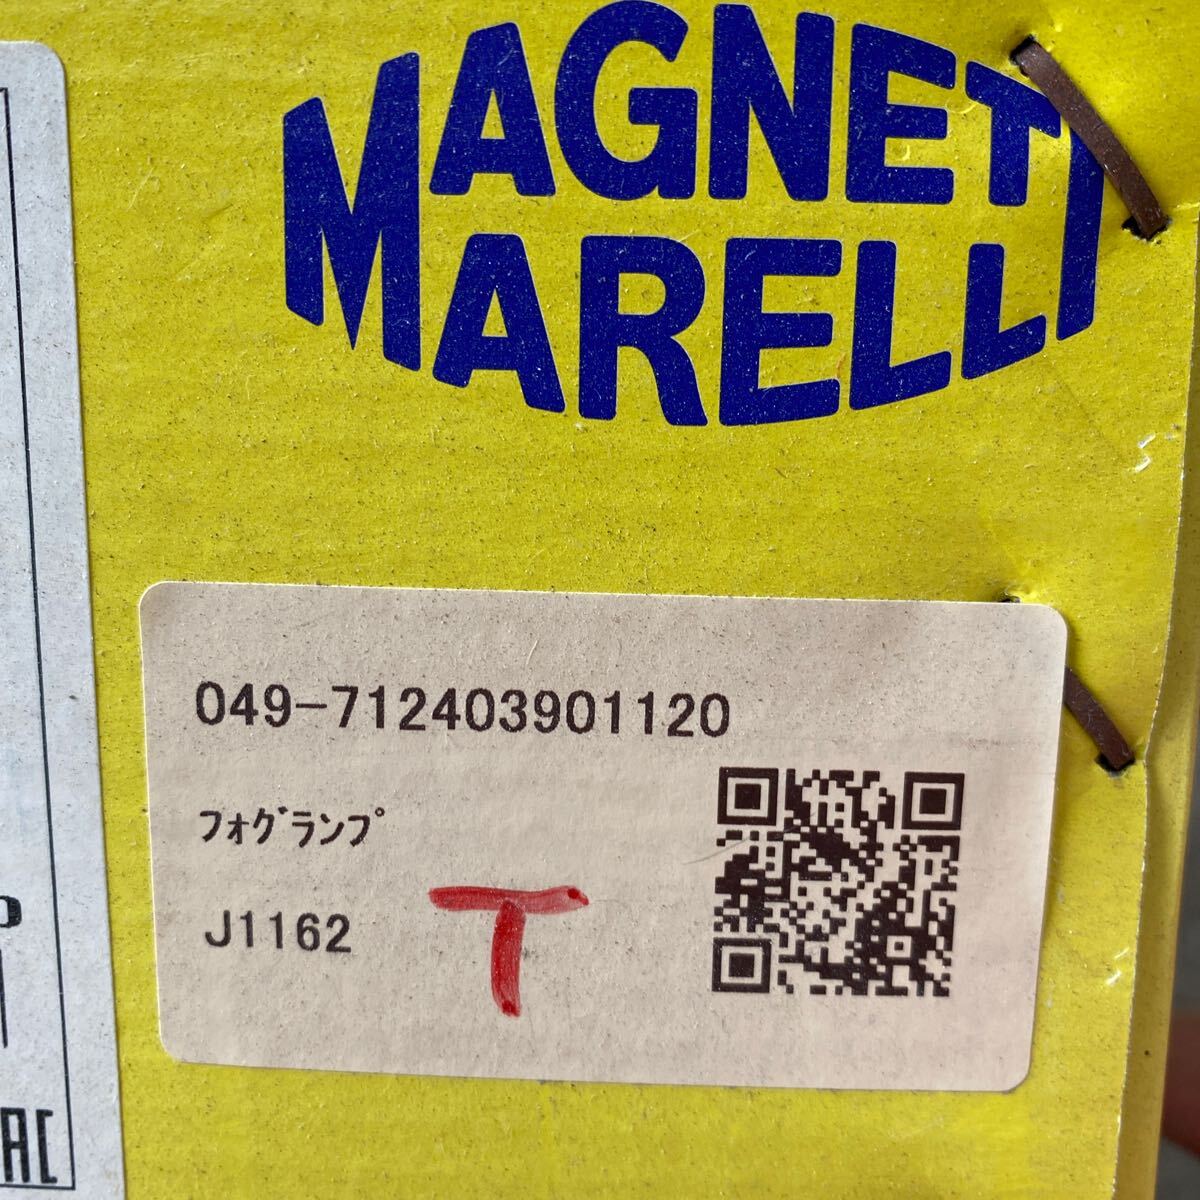 MAGNETI
MARELLI
049-712403901120
ﾌｫｸﾞﾗﾝﾌﾟ
J1162
T